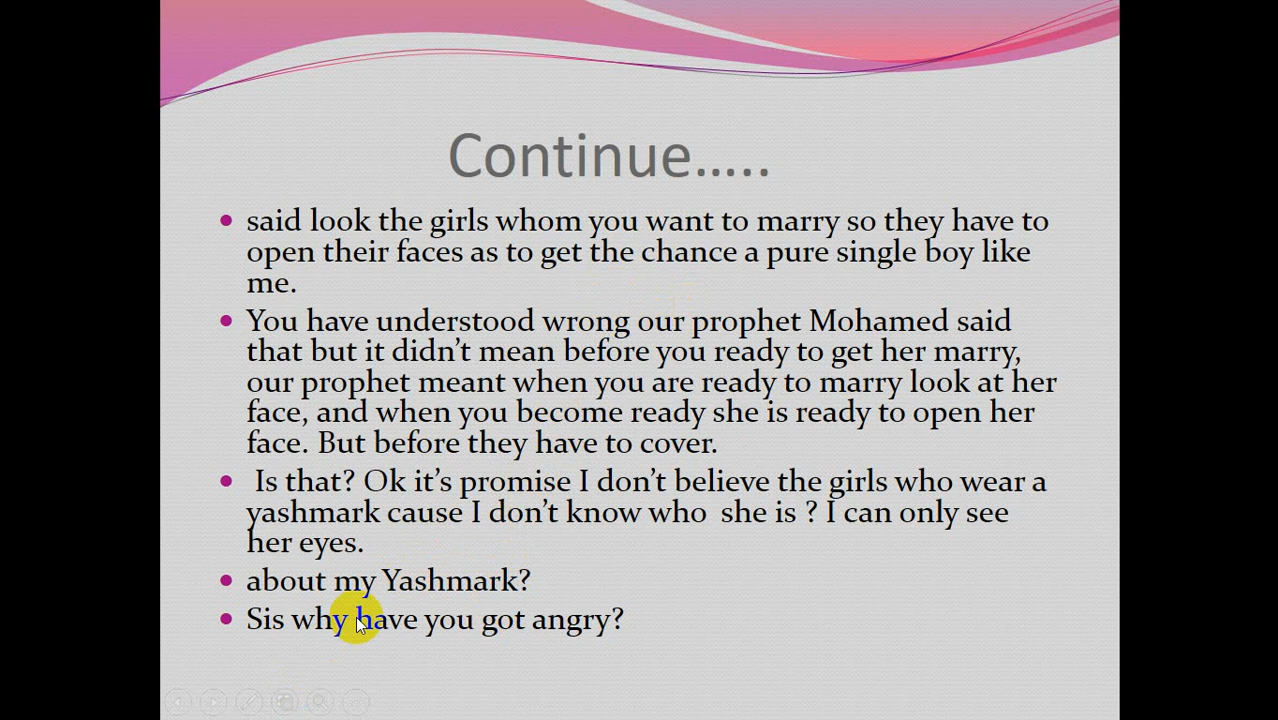 Continue…..
said look the girls whom you want to marry so they have to
open their faces as to get the chance a pure single boy like
me.
You have understood wrong our prophet Mohamed said
that but it didn't mean before you ready to get her marry,
our prophet meant when you are ready to marry look at her
face, and when you become ready she is ready to open her
face. But before they have to cover.
Is that? Ok it's promise I don't believe the girls who wear a
yashmark cause I don't know who she is ? I can only see
her eyes.
about my Yashmark?
Sis why have you got angry?